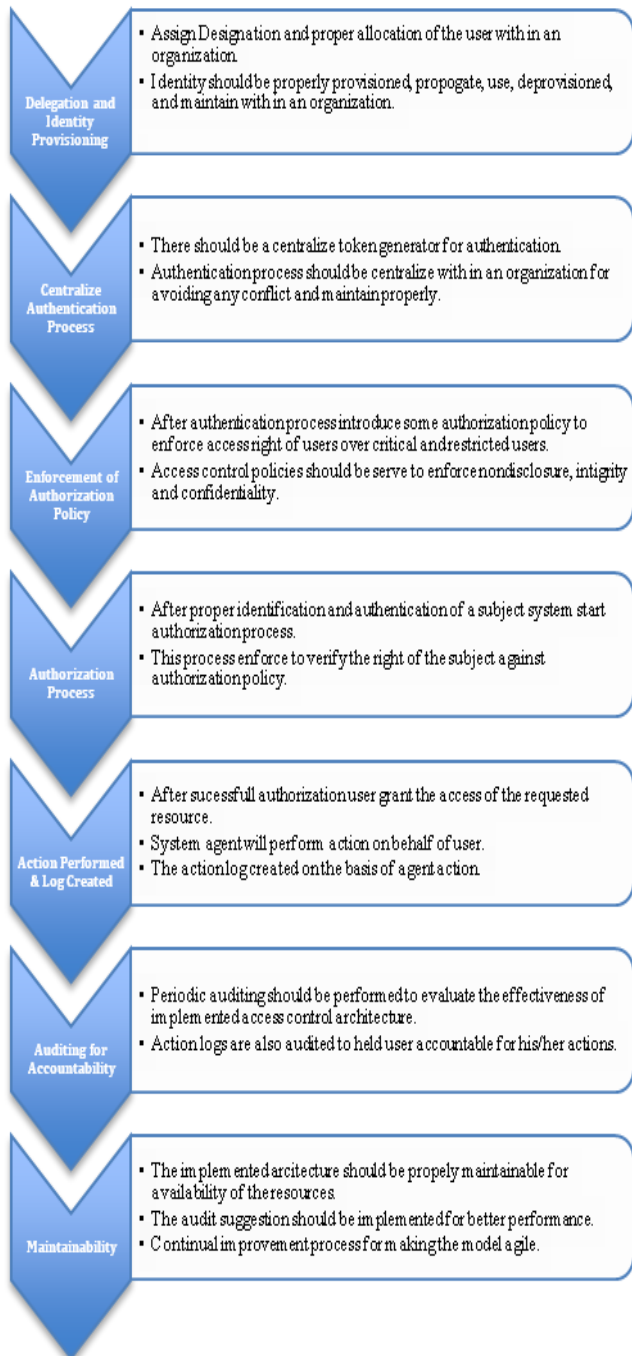 Delegation and
Identity
Provisioning
• Assign Designation and proper allocation of the user with in an
organization.
• Identity should be properly provisioned, propogate, use, deprovisioned,
and maintain with in an organization.
Centralize
Authentication
Process
• There should be a centralize token generator for authentication.
• Authentication process should be centralize with in an organization for
avoiding any conflict and maintain properly.
Enforcement of
Authorization
Policy
• After authentication process introduce some authorization policy to
enforce access right of users over critical and restricted users.
• Access control policies should be serve to enforce nondisclosure, intigrity
and confidentiality.
Authorization
Process
• After proper identification and authentication of a subject system start
authorization process.
• This process enforce to verify the right of the subject against
authorization policy.
Action Performed
& Log Created
• After sucessfull authorization user grant the access of the requested
resource.
• System agent will perform action on behalf of user.
• The action log created on the basis of agent action.
Auditing for
Accountability
• Periodic auditing should be performed to evaluate the effectiveness of
implemented access control architecture.
• Action logs are also audited to held user accountable for his/her actions.
Maintainability
• The implemented arcitecture should be propely maintainable for
availability of the resources.
• The audit suggestion should be implemented for better performance.
• Continual improvement process for making the model agile.